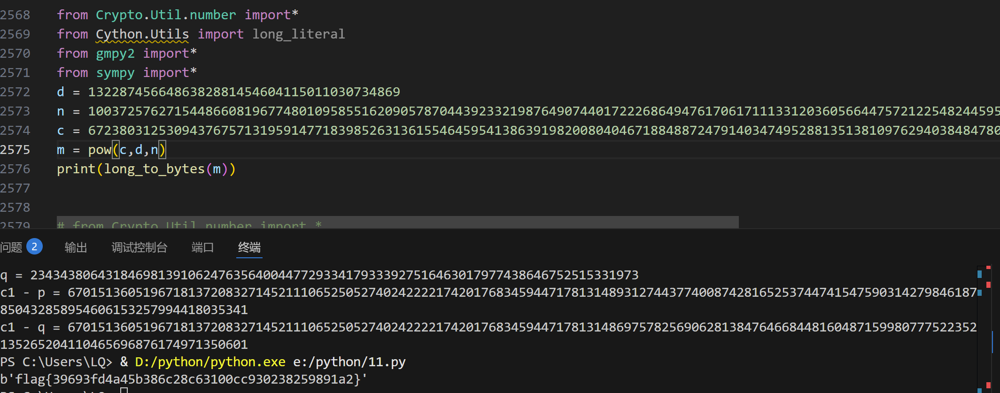 2568 from Crypto.Util.number import*
2569 from Cython.Utils import long_literal
2570 from gmpy2 import*
2571 from sympy import*
2572 d = 1322874566486382881454604115011030734869
2573 n = 100372576271544866081967748010958551620905787044392332198764907440172226864947617061711133120360566447572122548244595
2574 c = 672380312530943767571319591477183985263136155464595413863919820080404671884887247914034749528813513810976294038484780
2575 m = pow(c,d,n)
2576 print(long_to_bytes(m))
2577
2578
2579 # from Crypto.Util.number import *
问题 2 输出 调试控制台 端口 终端
q = 234343806431846981391062476356400447729334179333927516463017977438646752515331973
c1 - p = 6701513605196718137208327145211106525052740242222174201768345944717813148931274437740087428165253744741547590314279846187
850432858954606153257994418035341
c1 - q = 6701513605196718137208327145211106525052740242222174201768345944717813148697578256906281384764668448160487159980777522352
135265204110465696876174971350601
PS C:\Users\LQ> & D:/python/python.exe e:/python/11.py
b'flag{39693fd4a45b386c28c63100cc930238259891a2}'